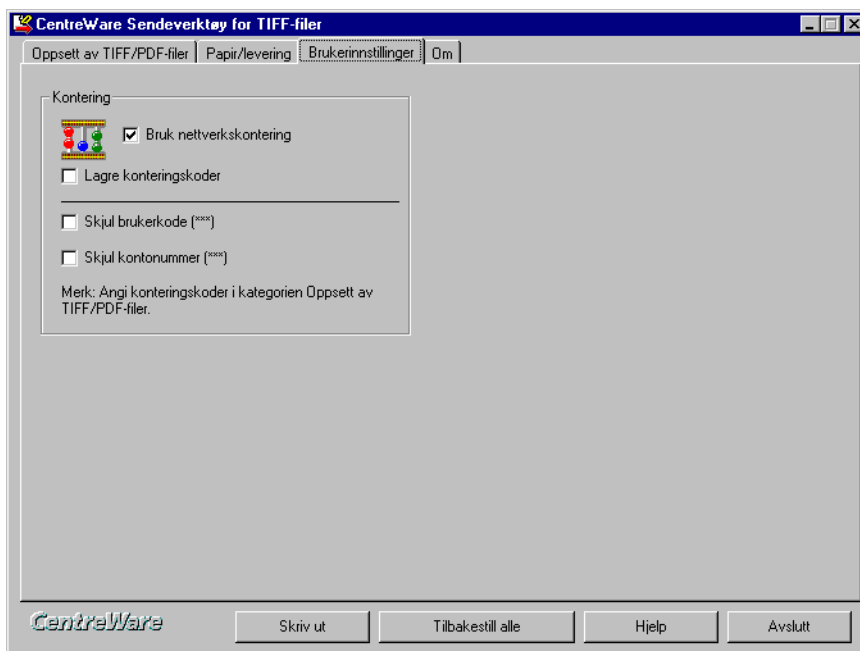 CentreWare Sendeverktøy for TIFF-filer
Oppsett av TIFF/PDF-filer Papir/levering Brukerinnstillinger Om
Kontering
Bruk nettverkskontering
Lagre konteringskoder
Skjul brukerkode (***)
Skjul kontonummer (***)
Merk: Angi konteringskoder i kategorien Oppsett av
TIFF/PDF-filer.
CentreWare Skriv ut Tilbakestill alle Hjelp Avslutt